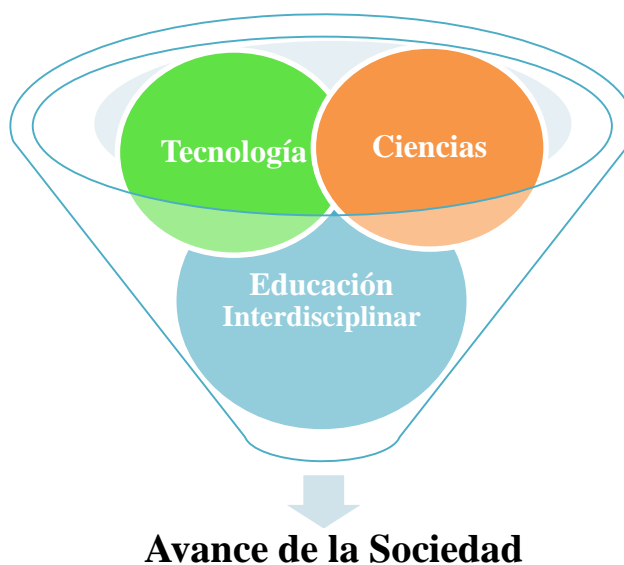 Tecnología
Ciencias
Educación
Interdisciplinar
Avance de la Sociedad